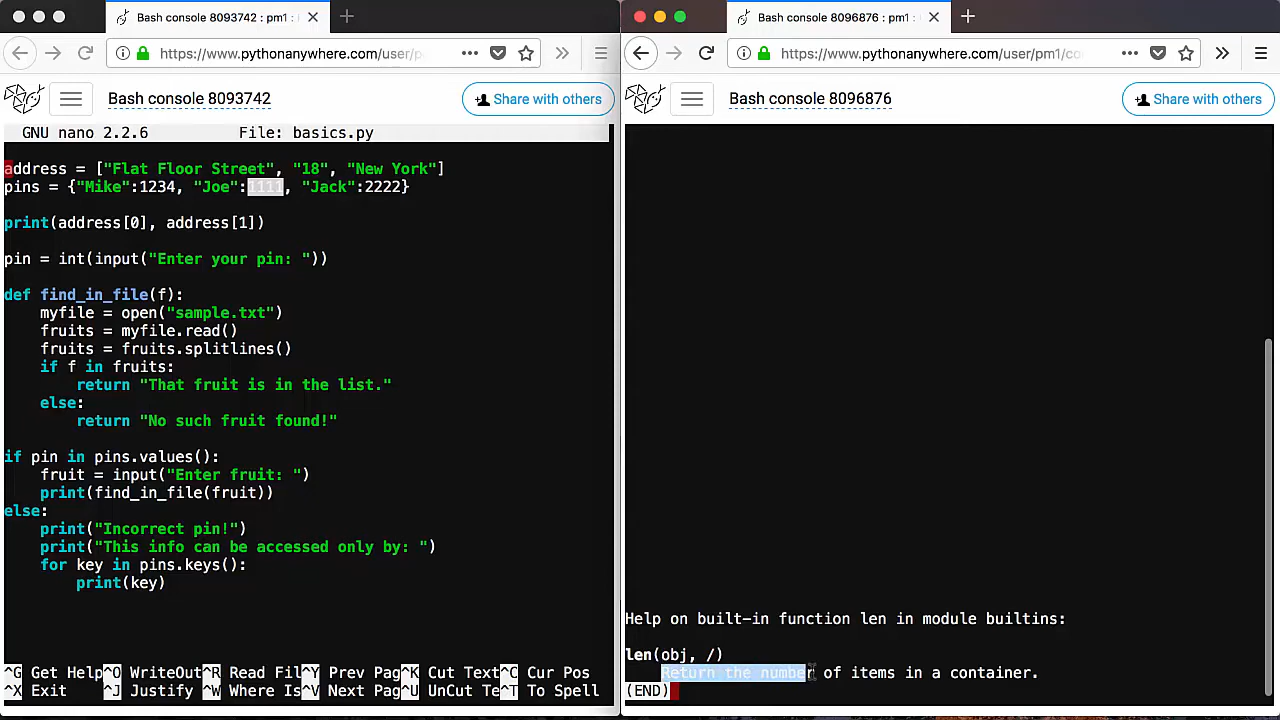 Bash console 8093742 : pm1 :
https://www.pythonanywhere.com/user/p
Bash console 8093742
Share with others
GNU nano 2.2.6 File: basics.py
address = ["Flat Floor Street", "18", "New York"]
pins = {"Mike":1234, "Joe":1111, "Jack":2222}
print(address[0], address[1])
pin = int(input("Enter your pin: "))
def find_in_file(f):
myfile = open("sample.txt")
fruits = myfile.read()
fruits = fruits.splitlines()
if f in fruits:
return "That fruit is in the list."
else:
return "No such fruit found!"
if pin in pins.values():
fruit = input("Enter fruit: ")
print(find_in_file(fruit))
else:
print("Incorrect pin!")
print("This info can be accessed only by: ")
for key in pins.keys():
print(key)
^G Get Help ^O WriteOut ^R Read Fil ^Y Prev Pag ^K Cut Text ^C Cur Pos
^X Exit ^J Justify ^W Where Is ^V Next Pag ^U UnCut Te ^T To Spell
Bash console 8096876 : pm1 :
https://www.pythonanywhere.com/user/pm1/co
Bash console 8096876
Share with others
Help on built-in function len in module builtins:
len(obj, /)
Return the number of items in a container.
(END)